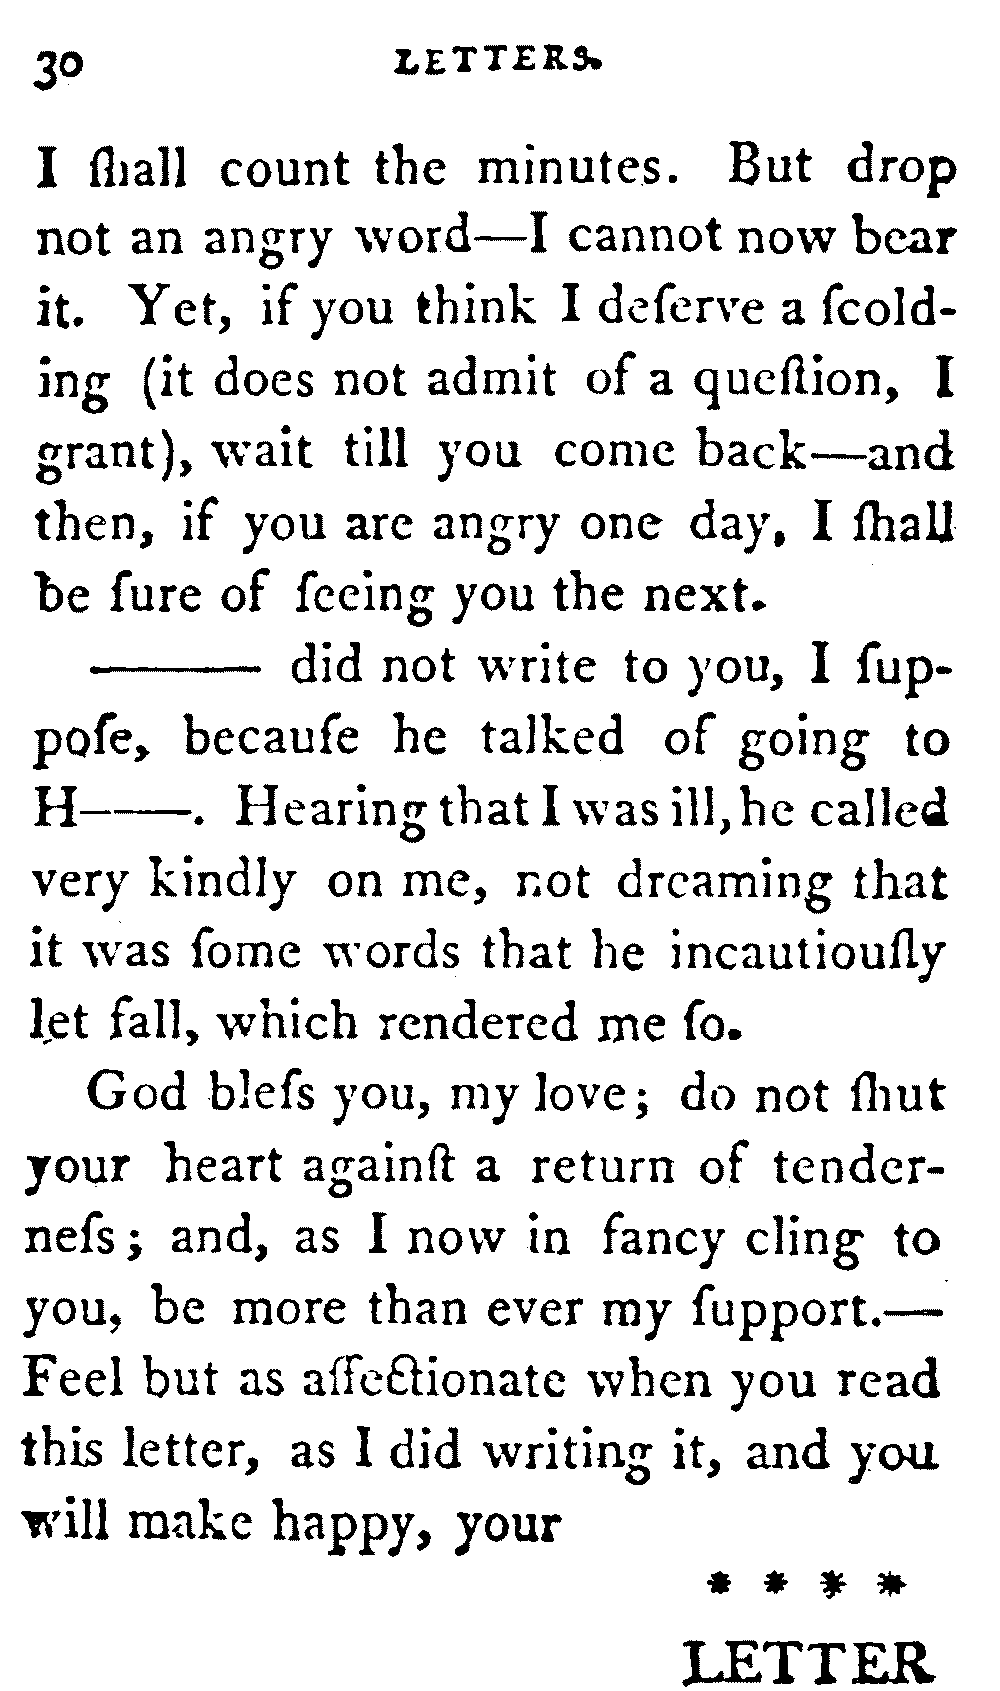 30 LETTERS.
I ſhall count the minutes. But drop
not an angry word—I cannot now bear
it. Yet, if you think I deſerve a ſcold-
ing (it does not admit of a queſtion, I
grant), wait till you come back—and
then, if you are angry one day, I ſhall
be ſure of ſeeing you the next.
——— did not write to you, I ſup-
poſe, becauſe he talked of going to
H——. Hearing that I was ill, he called
very kindly on me, not dreaming that
it was ſome words that he incautiouſly
let fall, which rendered me ſo.
God bleſs you, my love; do not ſhut
your heart againſt a return of tender-
neſs; and, as I now in fancy cling to
you, be more than ever my ſupport.—
Feel but as affectionate when you read
this letter, as I did writing it, and you
will make happy, your
* * * *
LETTER